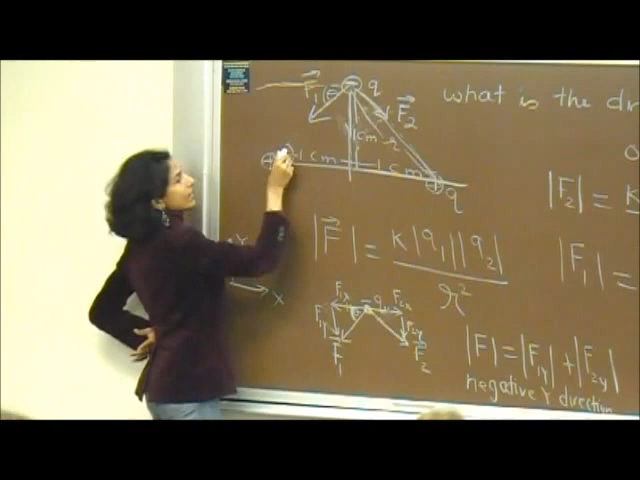 F₁ ⊖ q
F₂
what is the di
1 cm r
⊕ 1 cm 1 cm ⊕ q
|F₂| = K
|F| = K|q₁||q₂| / r²
|F₁| =
Y
X
F₁ₓ − q F₂ₓ
F₁y F₂y
F₁ F₂
|F| = |F₁y| + |F₂y|
negative Y direction